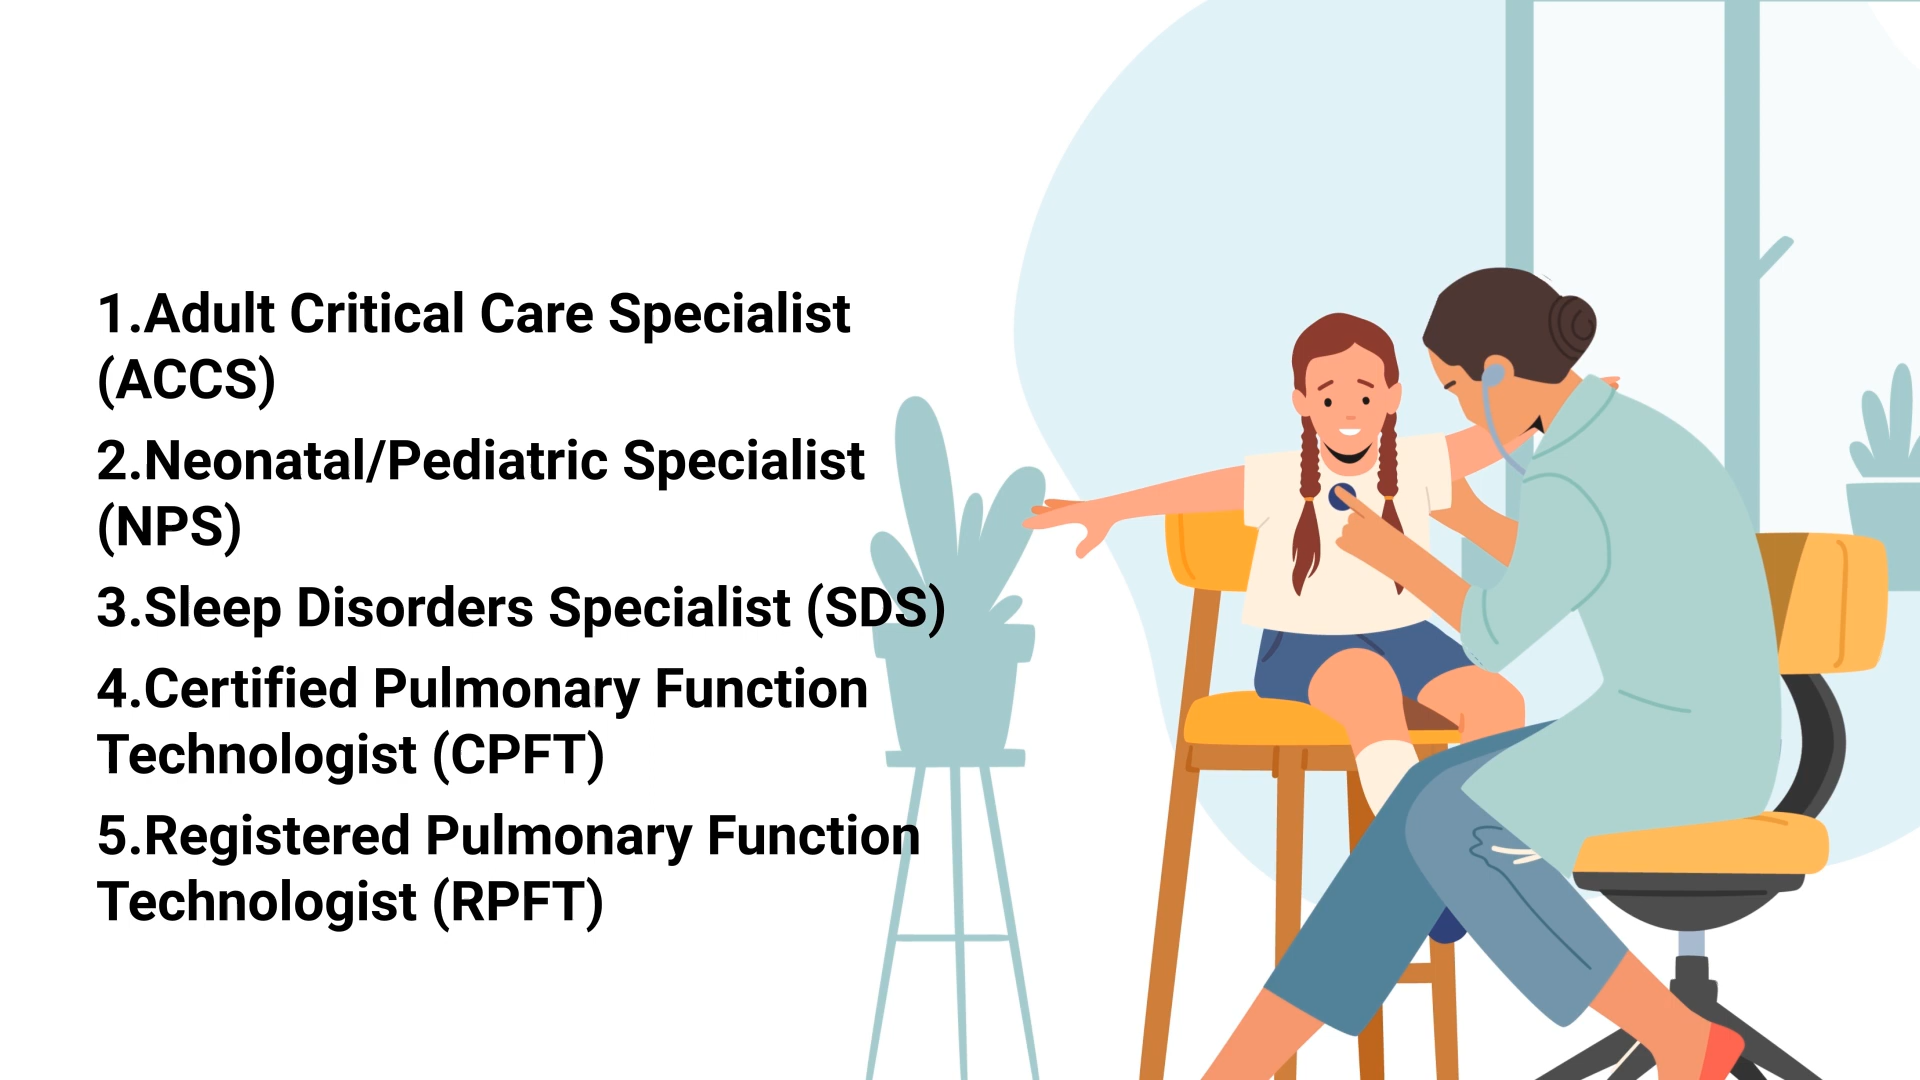 1.Adult Critical Care Specialist
(ACCS)
2.Neonatal/Pediatric Specialist
(NPS)
3.Sleep Disorders Specialist (SDS)
4.Certified Pulmonary Function
Technologist (CPFT)
5.Registered Pulmonary Function
Technologist (RPFT)